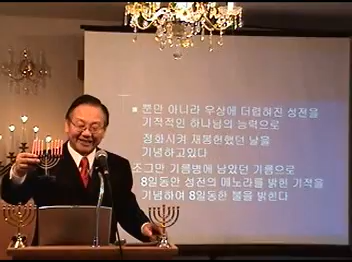 뿐만 아니라 우상에 더럽혀진 성전을
기적적인 하나님의 능력으로
정화시켜 재봉헌했던 날을
기념하고있다
조그만 기름병에 남았던 기름으로
8일동안 성전의 메노라를 밝힌 기적을
기념하여 8일동한 불을 밝힌다